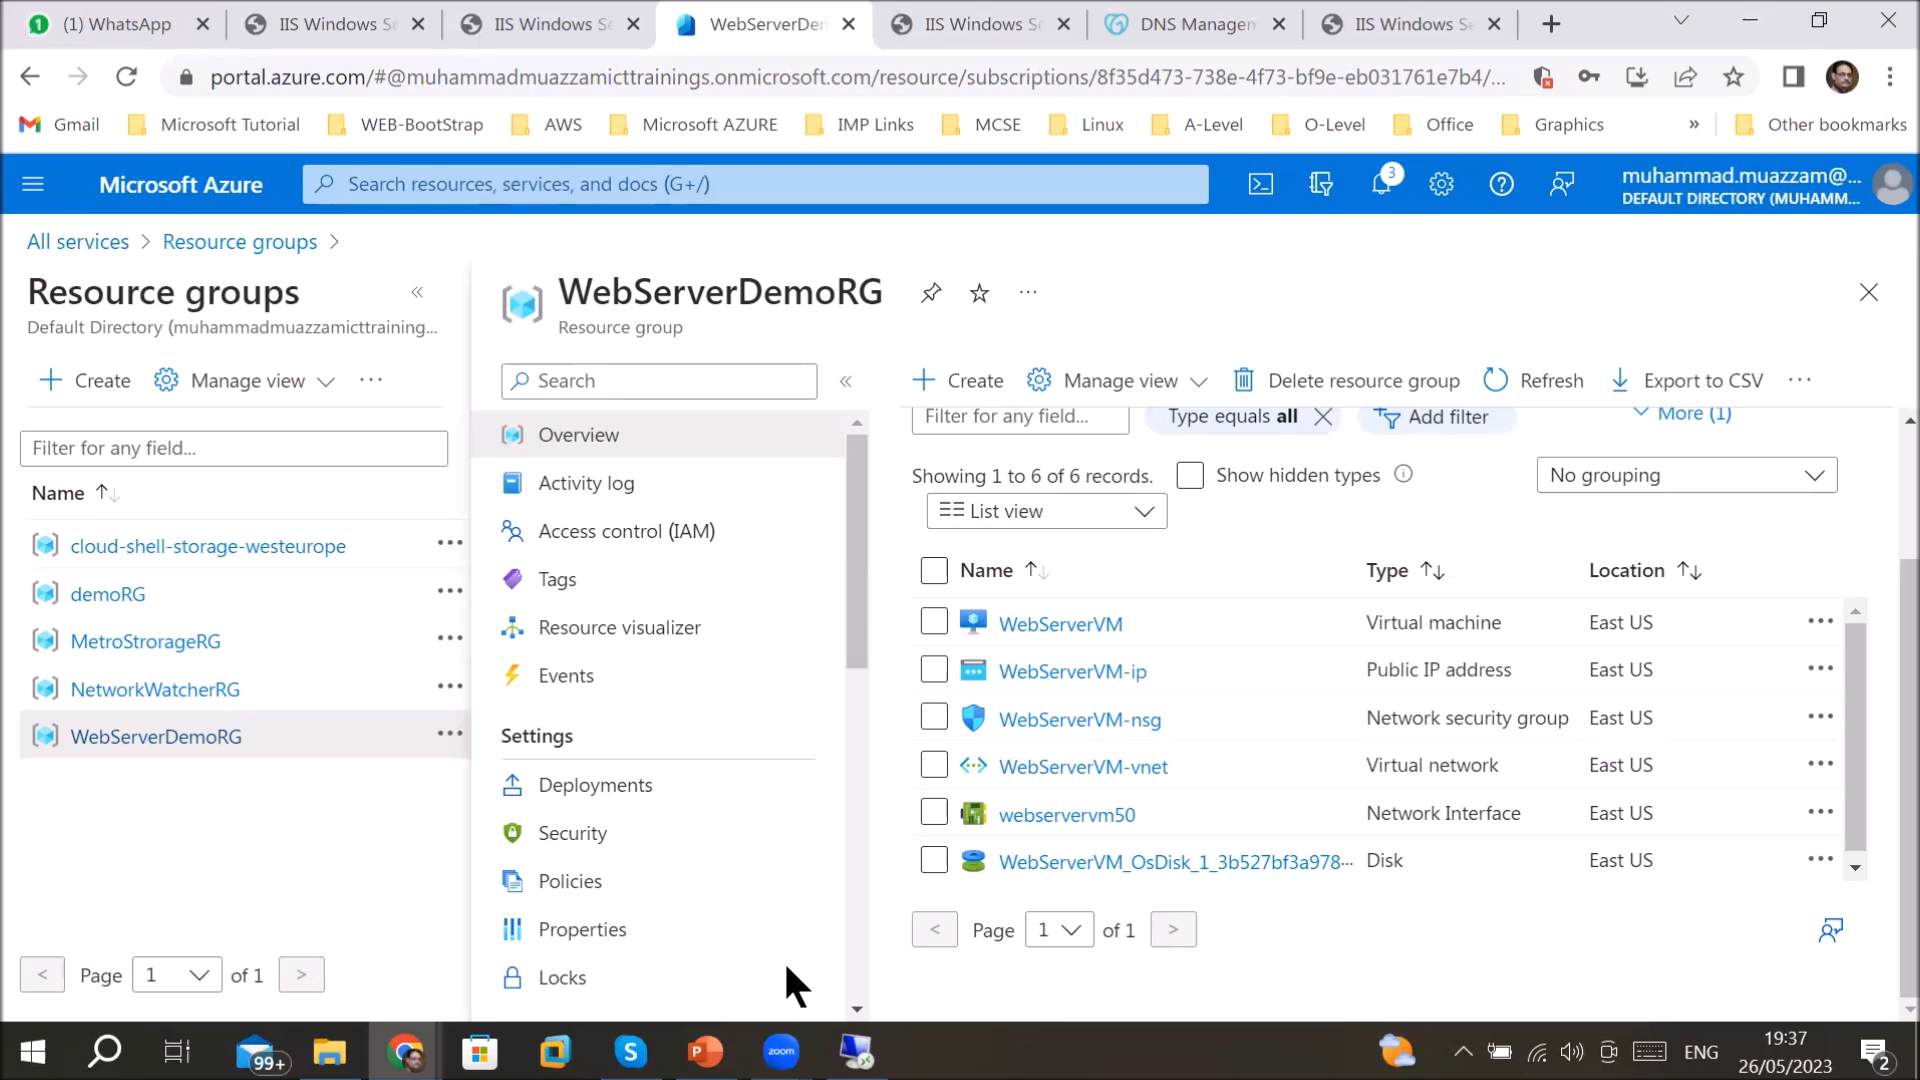 (1) WhatsApp
IIS Windows Se
IIS Windows Se
WebServerDem
IIS Windows Se
DNS Managem
IIS Windows Se
portal.azure.com/#@muhammadmuazzamicttrainings.onmicrosoft.com/resource/subscriptions/8f35d473-738e-4f73-bf9e-eb031761e7b4/...
Gmail
Microsoft Tutorial
WEB-BootStrap
AWS
Microsoft AZURE
IMP Links
MCSE
Linux
A-Level
O-Level
Office
Graphics
»
Other bookmarks
Microsoft Azure
Search resources, services, and docs (G+/)
3
muhammad.muazzam@...
DEFAULT DIRECTORY (MUHAMM...
All services > Resource groups >
Resource groups
Default Directory (muhammadmuazzamicttraining...
Create
Manage view
Filter for any field...
Name
cloud-shell-storage-westeurope
demoRG
MetroStrorageRG
NetworkWatcherRG
WebServerDemoRG
< Page 1 of 1 >
WebServerDemoRG
Resource group
Search
Overview
Activity log
Access control (IAM)
Tags
Resource visualizer
Events
Settings
Deployments
Security
Policies
Properties
Locks
Create
Manage view
Delete resource group
Refresh
Export to CSV
Filter for any field...
Type equals all
Add filter
More (1)
Showing 1 to 6 of 6 records.
Show hidden types
No grouping
List view
Name Type Location
WebServerVM Virtual machine East US
WebServerVM-ip Public IP address East US
WebServerVM-nsg Network security group East US
WebServerVM-vnet Virtual network East US
webservervm50 Network Interface East US
WebServerVM_OsDisk_1_3b527bf3a978... Disk East US
< Page 1 of 1 >
99+
S
P
zoom
ENG
19:37
26/05/2023
2